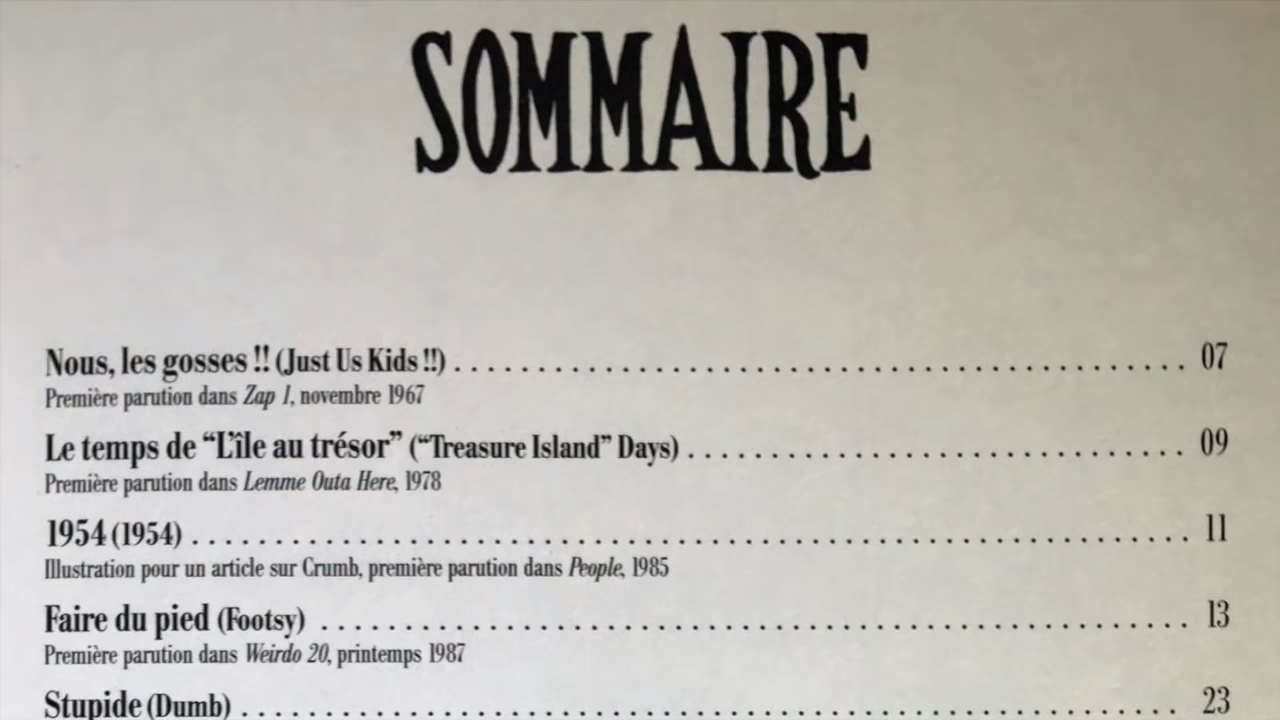 SOMMAIRE
Nous, les gosses !! (Just Us Kids !!) . . . . . . . . . . . . . . . . . . . . . . . . . . . . . . . . . . . . . . . . . . . . . . . . . . . 07
Première parution dans Zap 1, novembre 1967
Le temps de “L’île au trésor” (“Treasure Island” Days) . . . . . . . . . . . . . . . . . . . . . . . . . . . . . . . . . . 09
Première parution dans Lemme Outa Here, 1978
1954 (1954) . . . . . . . . . . . . . . . . . . . . . . . . . . . . . . . . . . . . . . . . . . . . . . . . . . . . . . . . . . . . . . . . . . . . . 11
Illustration pour un article sur Crumb, première parution dans People, 1985
Faire du pied (Footsy) . . . . . . . . . . . . . . . . . . . . . . . . . . . . . . . . . . . . . . . . . . . . . . . . . . . . . . . . . . . . 13
Première parution dans Weirdo 20, printemps 1987
Stupide (Dumb) . . . . . . . . . . . . . . . . . . . . . . . . . . . . . . . . . . . . . . . . . . . . . . . . . . . . . . . . . . . . . . . . . 23